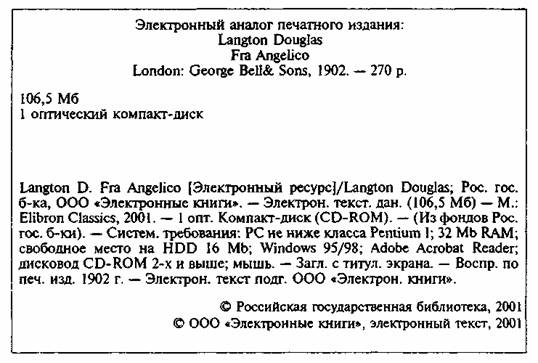 Электронный аналог печатного издания:
Langton Douglas
Fra Angelico
London: George Bell& Sons, 1902. — 270 p.
106,5 Мб
1 оптический компакт-диск
Langton D. Fra Angelico [Электронный ресурс]/Langton Douglas; Рос. гос.
б-ка, ООО «Электронные книги». — Электрон. текст. дан. (106,5 Мб) — М.:
Elibron Classics, 2001. — 1 опт. Компакт-диск (CD-ROM). — (Из фондов Рос.
гос. б-ки). — Систем. требования: PC не ниже класса Pentium I; 32 Mb RAM;
свободное место на HDD 16 Mb; Windows 95/98; Adobe Acrobat Reader;
дисковод CD-ROM 2-х и выше; мышь. — Загл. с титул. экрана. — Воспр. по
печ. изд. 1902 г. — Электрон. текст подг. ООО «Электрон. книги».
© Российская государственная библиотека, 2001
© ООО «Электронные книги», электронный текст, 2001